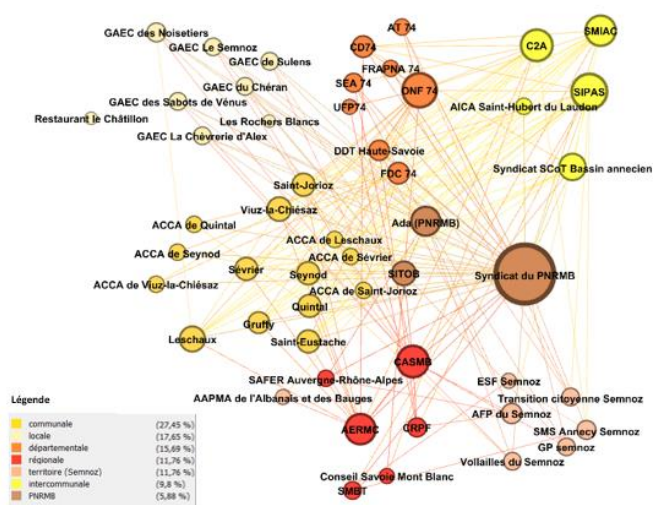 AT 74
GAEC des Noisetiers
SMIAC
GAEC Le Semnoz
CD74
C2A
GAEC de Sulens
FRAPNA 74
SEA 74
ONF 74
SIPAS
GAEC du Chéran
GAEC des Sabots de Vénus
UFP74
AICA Saint-Hubert du Laudon
Restaurant le Châtillon
Les Rochers Blancs
GAEC La Chèvrerie d'Alex
DDT Haute-Savoie
Syndicat SCoT Bassin annecien
FDC 74
Saint-Jorioz
Viuz-la-Chiésaz
ACCA de Quintal
Ada (PNRMB)
ACCA de Leschaux
ACCA de Seynod
ACCA de Sévrier
Sévrier
Seynod
SITOB
Syndicat du PNRMB
ACCA de Viuz-la-Chiésaz
ACCA de Saint-Jorioz
Quintal
Gruffy
Leschaux
Saint-Eustache
CASMB
SAFER Auvergne-Rhône-Alpes
ESF Semnoz
Transition citoyenne Semnoz
AAPMA de l'Albanais et des Bauges
AFP du Semnoz
AERMC
CRPF
SMS Annecy Semnoz
GP semnoz
Vollailles du Semnoz
Conseil Savoie Mont Blanc
SMBT
Légende
communale (27,45 %)
locale (17,65 %)
départementale (15,69 %)
régionale (11,76 %)
territoire (Semnoz) (11,76 %)
intercommunale (9,8 %)
PNRMB (5,88 %)